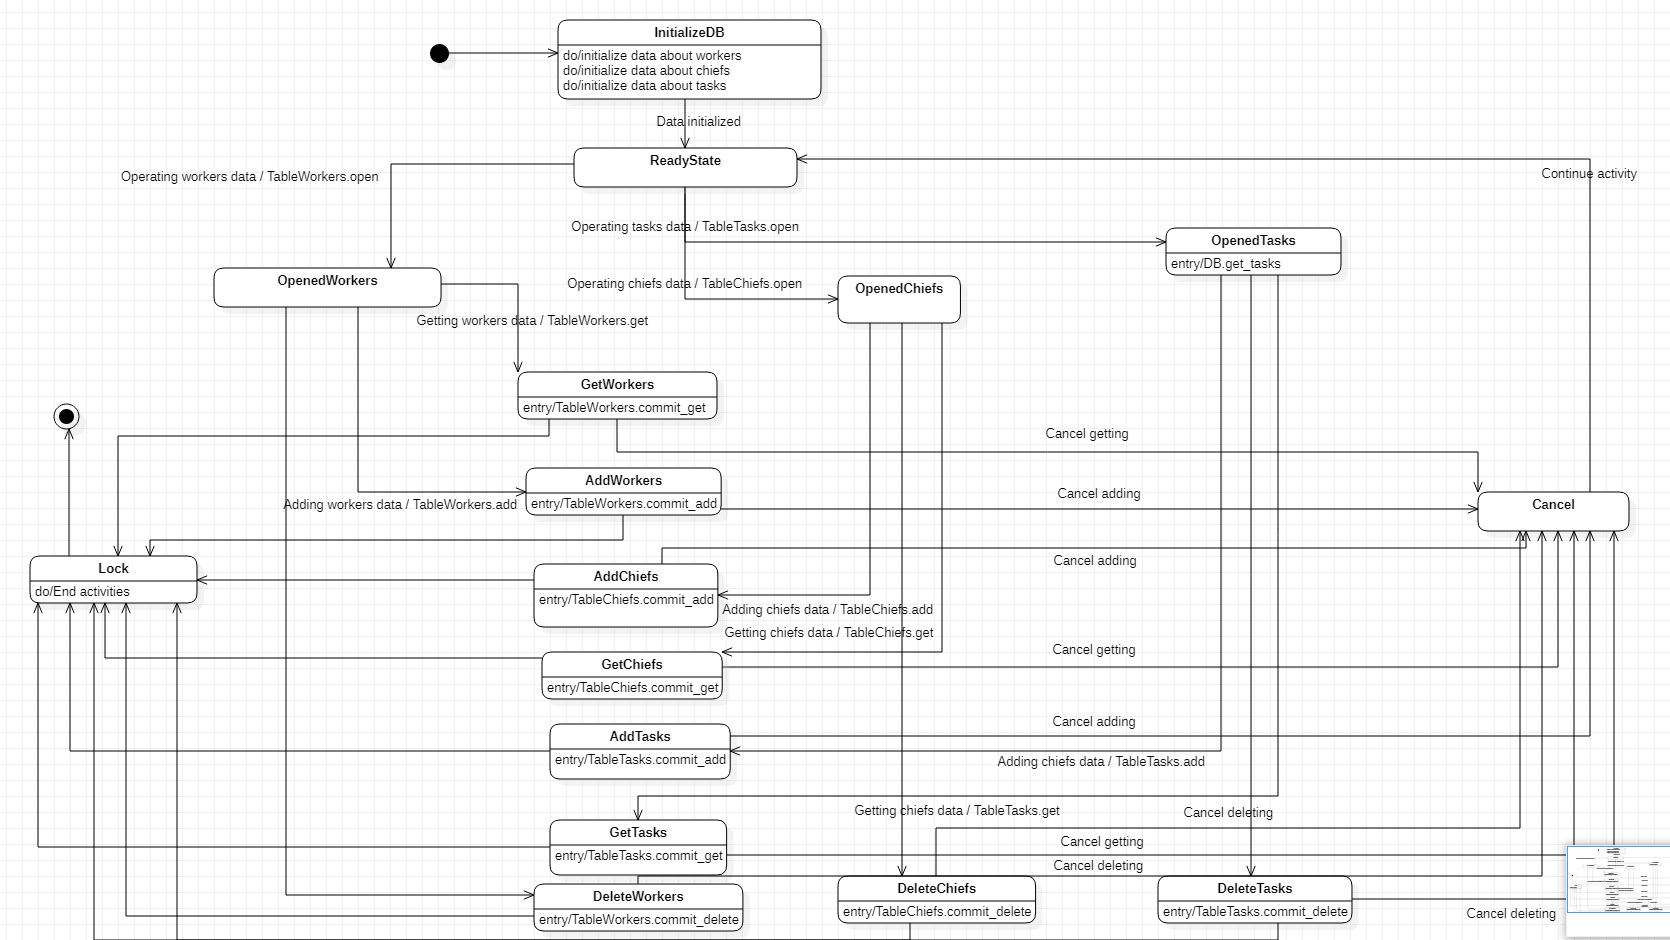 InitializeDB
do/initialize data about workers
do/initialize data about chiefs
do/initialize data about tasks
Data initialized
ReadyState
Continue activity
Operating workers data / TableWorkers.open
Operating tasks data / TableTasks.open
OpenedTasks
entry/DB.get_tasks
OpenedWorkers
Operating chiefs data / TableChiefs.open
OpenedChiefs
Getting workers data / TableWorkers.get
GetWorkers
entry/TableWorkers.commit_get
Cancel getting
AddWorkers
entry/TableWorkers.commit_add
Adding workers data / TableWorkers.add
Cancel adding
Cancel
Cancel adding
Lock
do/End activities
AddChiefs
entry/TableChiefs.commit_add
Adding chiefs data / TableChiefs.add
Getting chiefs data / TableChiefs.get
Cancel getting
GetChiefs
entry/TableChiefs.commit_get
Cancel adding
AddTasks
entry/TableTasks.commit_add
Adding chiefs data / TableTasks.add
Getting chiefs data / TableTasks.get
Cancel deleting
GetTasks
entry/TableTasks.commit_get
Cancel getting
Cancel deleting
DeleteWorkers
entry/TableWorkers.commit_delete
DeleteChiefs
entry/TableChiefs.commit_delete
DeleteTasks
entry/TableTasks.commit_delete
Cancel deleting